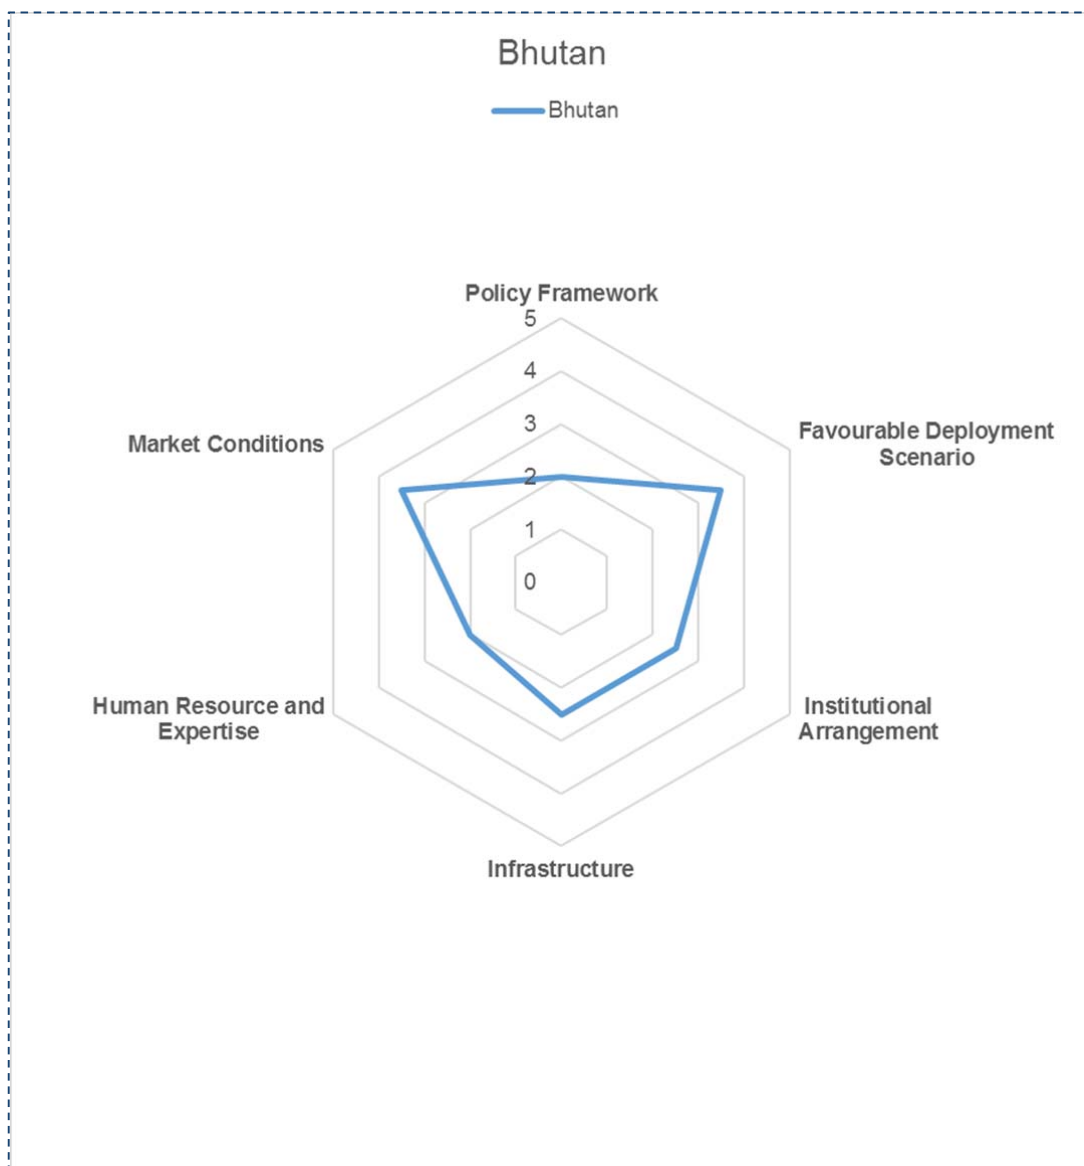 Bhutan
Bhutan
Policy Framework
5
4
3
2
1
0
Favourable Deployment
Scenario
Market Conditions
Human Resource and
Expertise
Institutional
Arrangement
Infrastructure